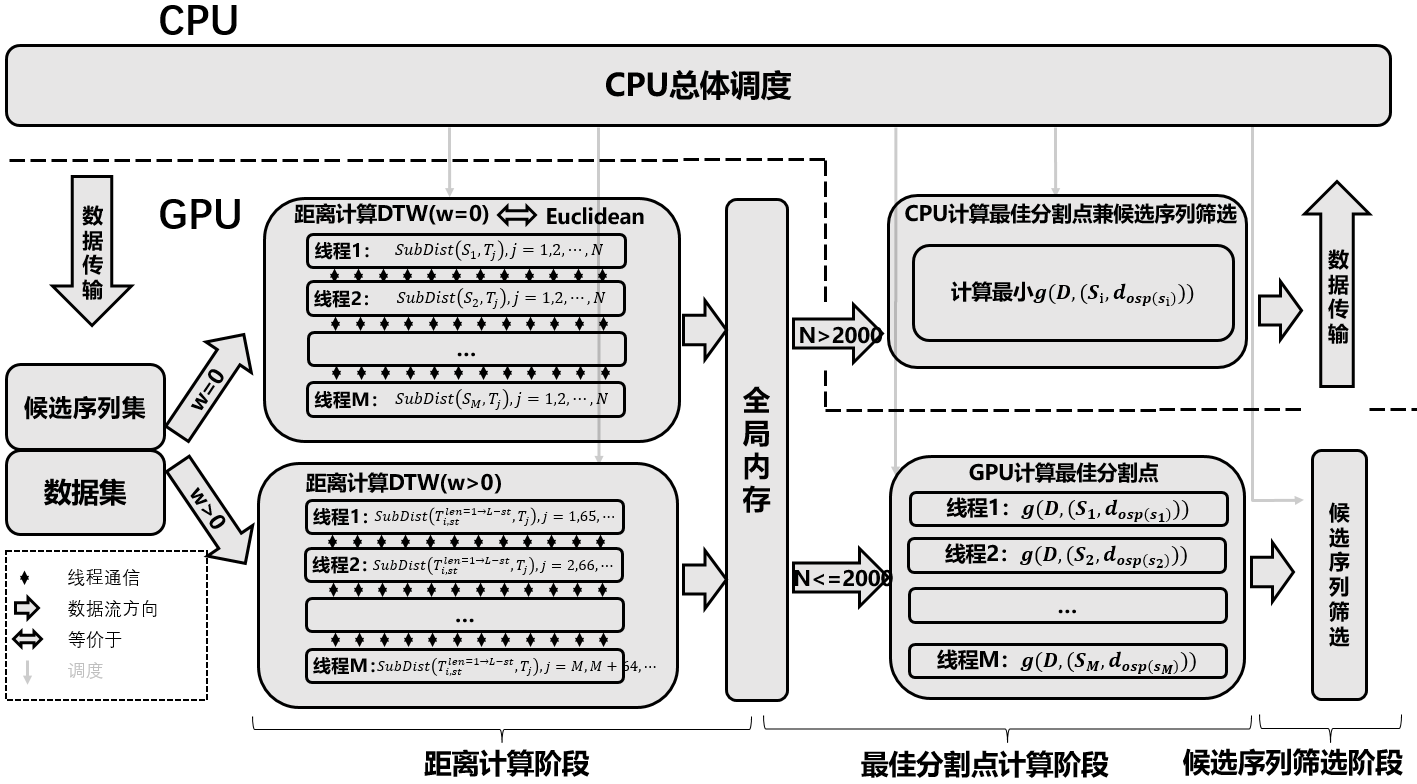 CPU
CPU总体调度
数据传输
GPU
距离计算DTW(w=0) ⇔ Euclidean
线程1： SubDist(S_1,T_j),j = 1,2,⋯,N
线程2： SubDist(S_2,T_j),j = 1,2,⋯,N
...
线程M： SubDist(S_M,T_j),j = 1,2,⋯,N
w=0
候选序列集
数据集
w>0
距离计算DTW(w>0)
线程1： SubDist(T_{i,st}^{len=1→L−st},T_j),j = 1,65,⋯
线程2： SubDist(T_{i,st}^{len=1→L−st},T_j),j = 2,66,⋯
...
线程M：SubDist(T_{i,st}^{len=1→L−st},T_j),j = M,M + 64,⋯
全局内存
N>2000
N<=2000
CPU计算最佳分割点兼候选序列筛选
计算最小g(D,(S_i,d_{osp(s_i)}))
数据传输
GPU计算最佳分割点
线程1：g(D,(S_1,d_{osp(s_1)}))
线程2：g(D,(S_2,d_{osp(s_2)}))
...
线程M：g(D,(S_M,d_{osp(s_M)}))
候选序列筛选
线程通信
数据流方向
等价于
调度
距离计算阶段
最佳分割点计算阶段
候选序列筛选阶段